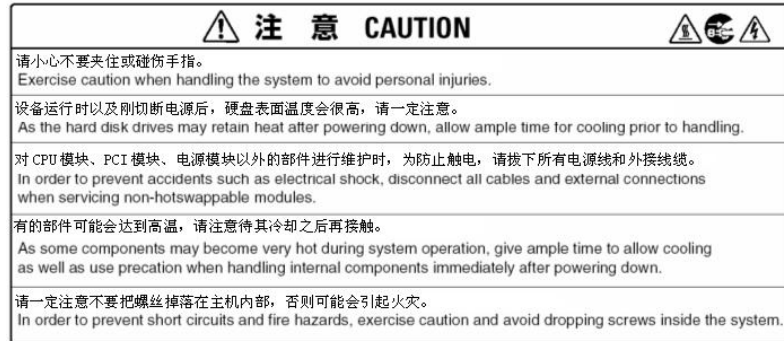 注 意 CAUTION
请小心不要夹住或碰伤手指。
Exercise caution when handling the system to avoid personal injuries.
设备运行时以及刚切断电源后，硬盘表面温度会很高，请一定注意。
As the hard disk drives may retain heat after powering down, allow ample time for cooling prior to handling.
对CPU模块、PCI模块、电源模块以外的部件进行维护时，为防止触电，请拔下所有电源线和外接线缆。
In order to prevent accidents such as electrical shock, disconnect all cables and external connections
when servicing non-hotswappable modules.
有的部件可能会达到高温，请注意待其冷却之后再接触。
As some components may become very hot during system operation, give ample time to allow cooling
as well as use precation when handling internal components immediately after powering down.
请一定注意不要把螺丝掉落在主机内部，否则可能会引起火灾。
In order to prevent short circuits and fire hazards, exercise caution and avoid dropping screws inside the system.